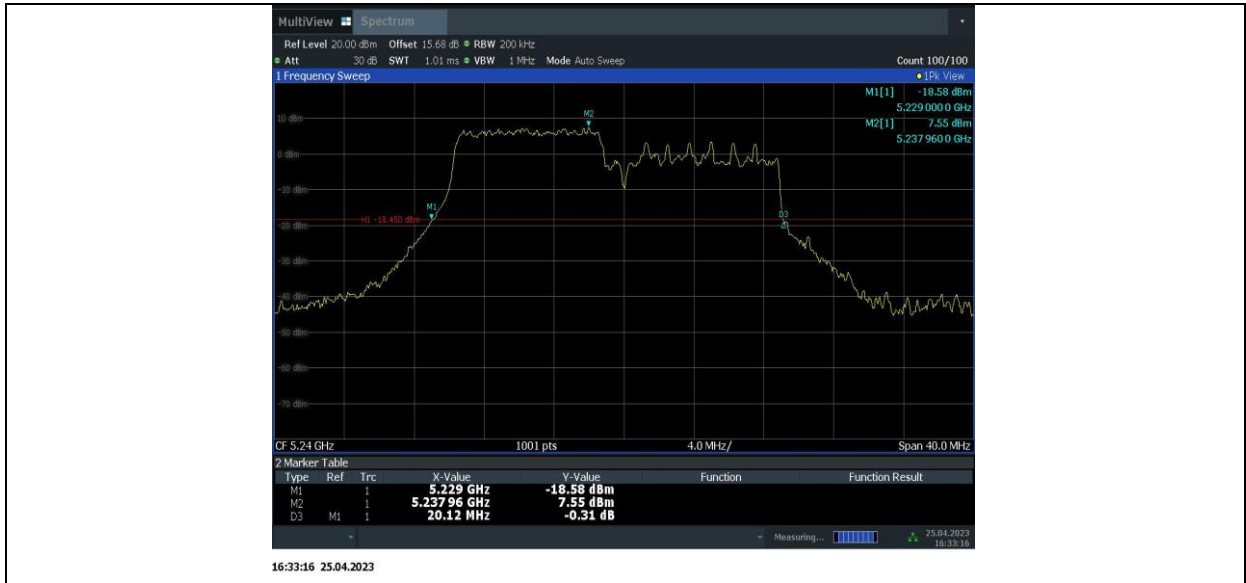 MultiView Spectrum
Ref Level 20.00 dBm Offset 15.68 dB RBW 200 kHz
Att 30 dB SWT 1.01 ms VBW 1 MHz Mode Auto Sweep Count 100/100
1 Frequency Sweep 1Pk View
M1[1] -18.58 dBm
5.229 000 0 GHz
M2[1] 7.55 dBm
5.237 960 0 GHz
M2
10 dBm
0 dBm
-10 dBm
M1
H1 -18.450 dBm
D3
-20 dBm
-30 dBm
-40 dBm
-50 dBm
-60 dBm
-70 dBm
CF 5.24 GHz 1001 pts 4.0 MHz/ Span 40.0 MHz
2 Marker Table
Type Ref Trc X-Value Y-Value Function Function Result
M1 1 5.229 GHz -18.58 dBm
M2 1 5.237 96 GHz 7.55 dBm
D3 M1 1 20.12 MHz -0.31 dB
Measuring... 25.04.2023
16:33:16
16:33:16 25.04.2023